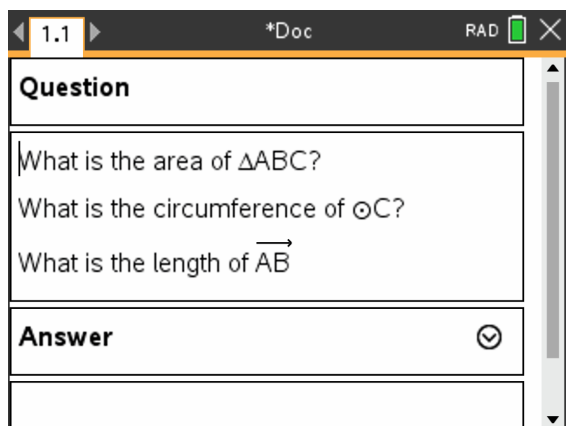 1.1 *Doc RAD
Question
What is the area of ∆ABC?
What is the circumference of ⊙C?
What is the length of A⃗B⃗
Answer